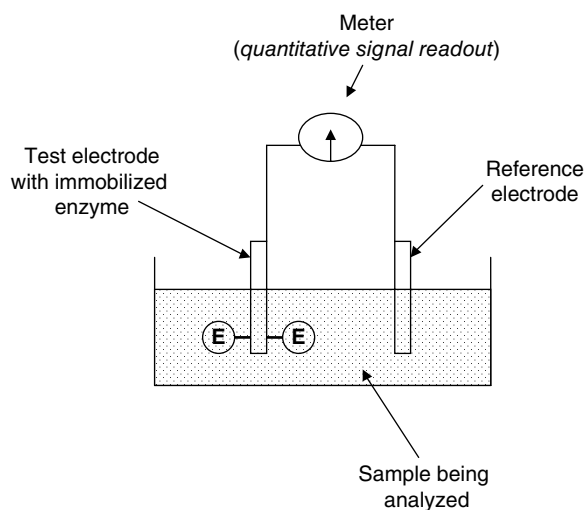 Meter
(quantitative signal readout)
Test electrode
with immobilized
enzyme
Reference
electrode
E
E
Sample being
analyzed